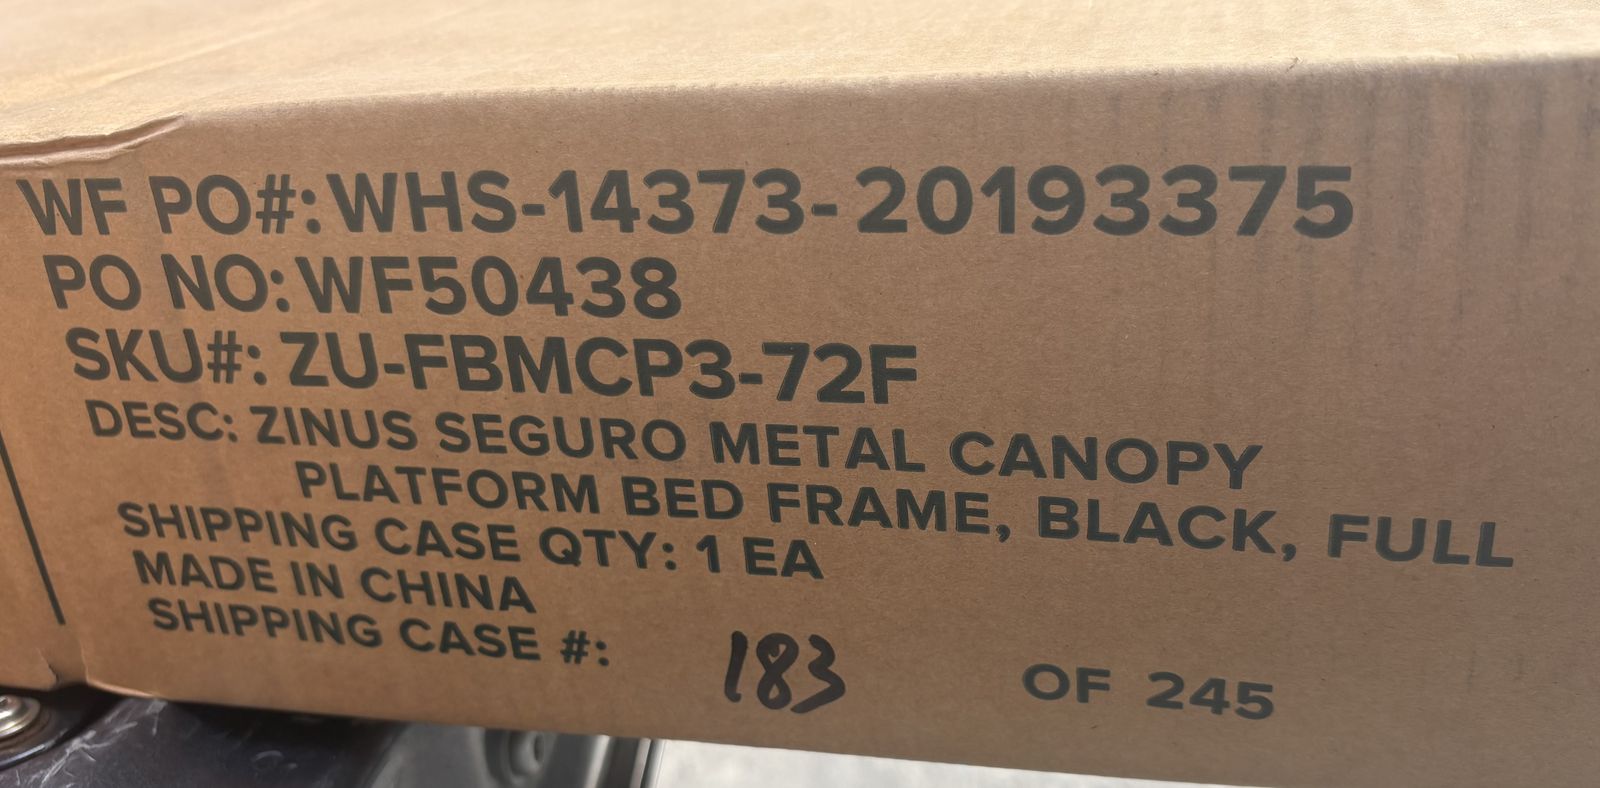 WF PO#: WHS-14373-20193375
PO NO: WF50438
SKU#: ZU-FBMCP3-72F
DESC: ZINUS SEGURO METAL CANOPY
PLATFORM BED FRAME, BLACK, FULL
SHIPPING CASE QTY: 1 EA
MADE IN CHINA
SHIPPING CASE #: 183 OF 245